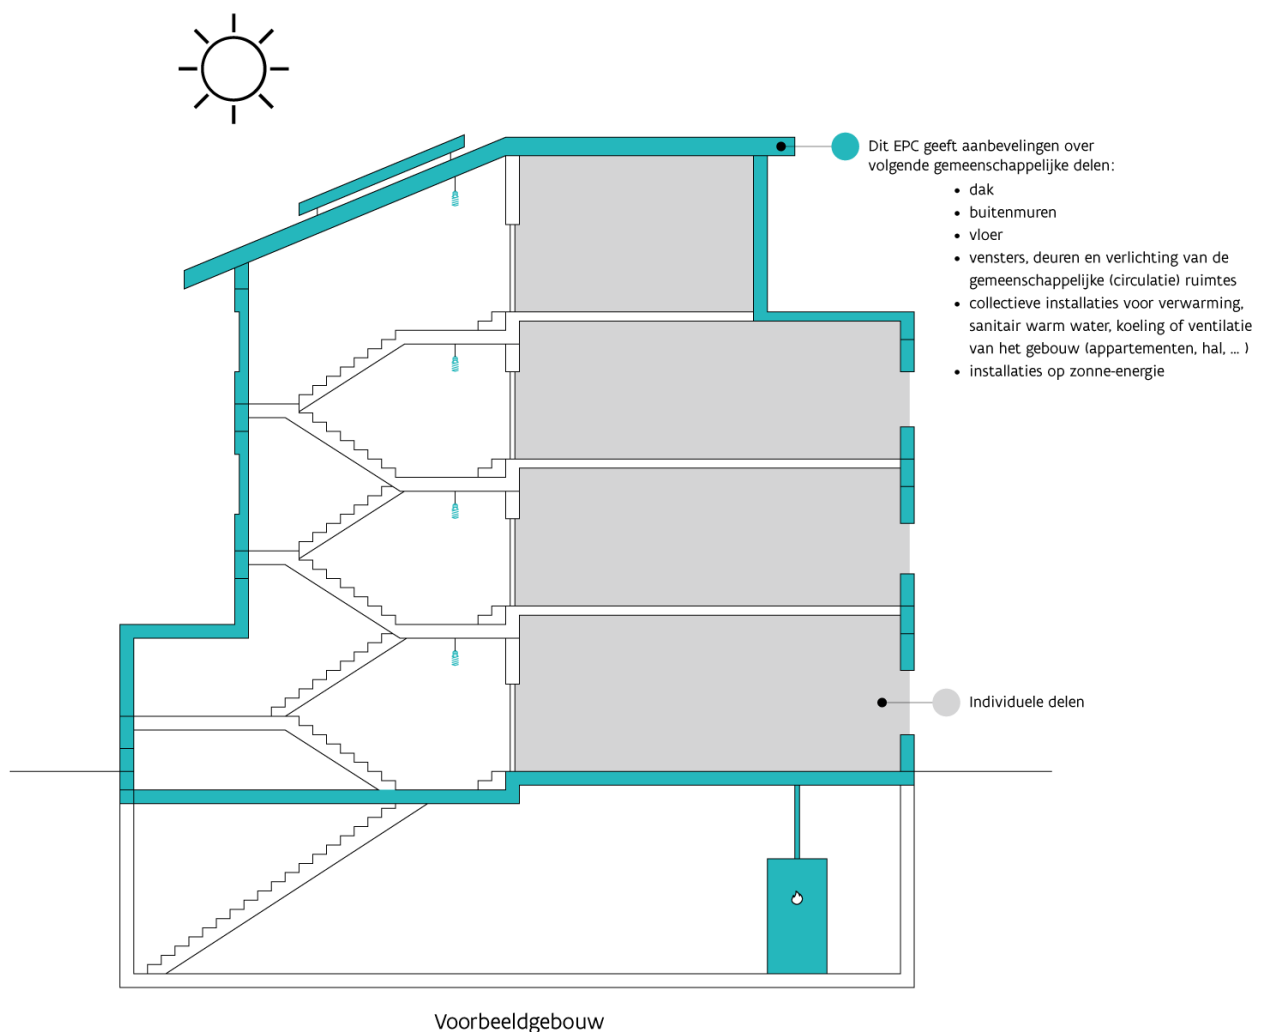 Dit EPC geeft aanbevelingen over
volgende gemeenschappelijke delen:
• dak
• buitenmuren
• vloer
• vensters, deuren en verlichting van de
gemeenschappelijke (circulatie) ruimtes
• collectieve installaties voor verwarming,
sanitair warm water, koeling of ventilatie
van het gebouw (appartementen, hal, ... )
• installaties op zonne-energie
Individuele delen
Voorbeeldgebouw